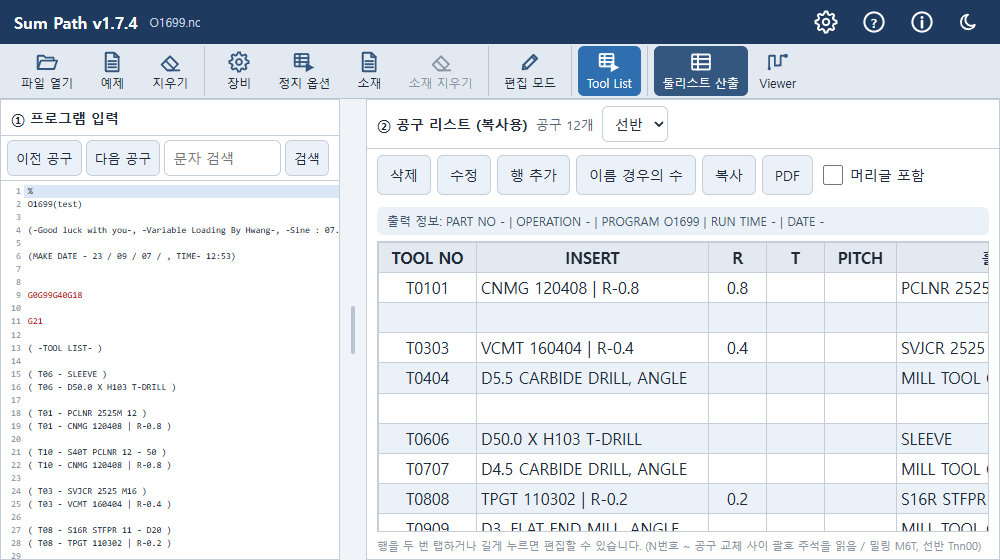 Sum Path v1.7.4 O1699.nc
파일 열기 예제 지우기 장비 정지 옵션 소재 소재 지우기 편집 모드 Tool List 툴리스트 산출 Viewer
① 프로그램 입력
이전 공구 다음 공구 문자 검색 검색
1 %
2 O1699(test)
3
4 (-Good luck with you-, -Variable Loading By Hwang-, -Sine : 07.
5
6 (MAKE DATE - 23 / 09 / 07 / , TIME- 12:53)
7
8
9 G0G99G40G18
10
11 G21
12
13 ( -TOOL LIST- )
14
15 ( T06 - SLEEVE )
16 ( T06 - D50.0 X H103 T-DRILL )
17
18 ( T01 - PCLNR 2525M 12 )
19 ( T01 - CNMG 120408 | R-0.8 )
20
21 ( T10 - S40T PCLNR 12 - 50 )
22 ( T10 - CNMG 120408 | R-0.8 )
23
24 ( T03 - SVJCR 2525 M16 )
25 ( T03 - VCMT 160404 | R-0.4 )
26
27 ( T08 - S16R STFPR 11 - D20 )
28 ( T08 - TPGT 110302 | R-0.2 )
29
② 공구 리스트 (복사용) 공구 12개 선반
삭제 수정 행 추가 이름 경우의 수 복사 PDF 머리글 포함
출력 정보: PART NO - | OPERATION - | PROGRAM O1699 | RUN TIME - | DATE -
TOOL NO INSERT R T PITCH
T0101 CNMG 120408 | R-0.8 0.8 PCLNR 2525
T0303 VCMT 160404 | R-0.4 0.4 SVJCR 2525
T0404 D5.5 CARBIDE DRILL, ANGLE MILL TOOL
T0606 D50.0 X H103 T-DRILL SLEEVE
T0707 D4.5 CARBIDE DRILL, ANGLE MILL TOOL
T0808 TPGT 110302 | R-0.2 0.2 S16R STFPR
T0909 D3. FLAT END MILL, ANGLE MILL TOOL
행을 두 번 탭하거나 길게 누르면 편집할 수 있습니다. (N번호 ~ 공구 교체 사이 괄호 주석을 읽음 / 밀링 M6T, 선반 Tnn00)